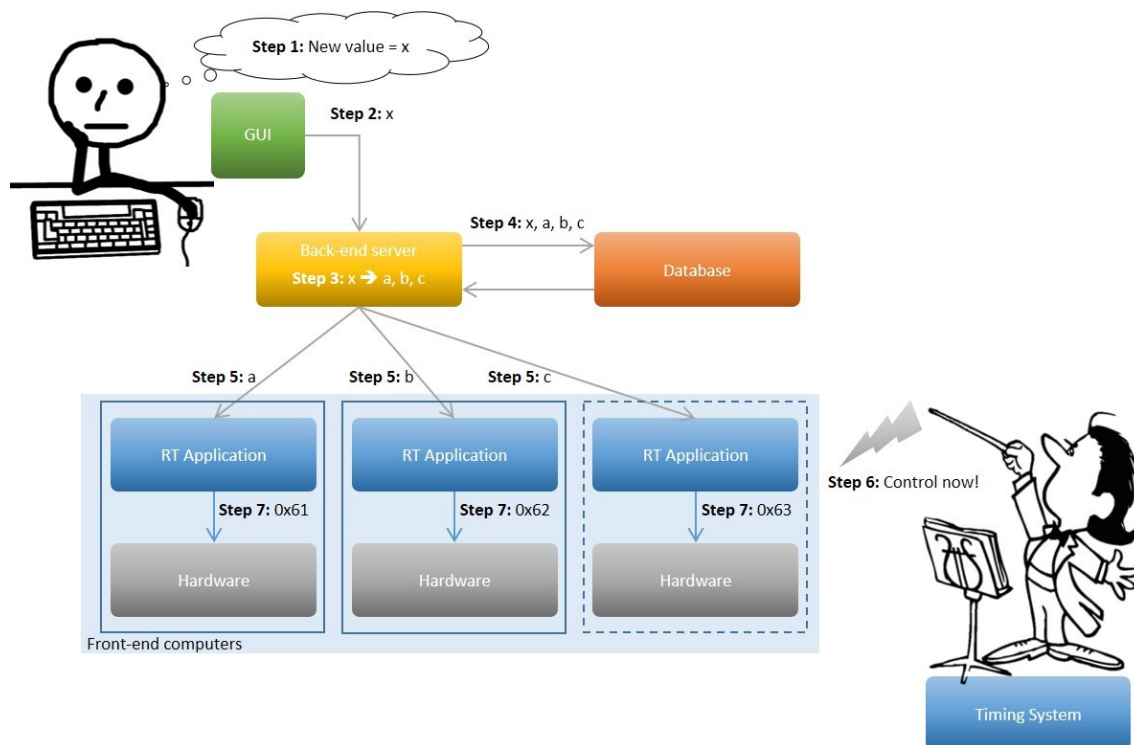 Step 1: New value = x
Step 2: x
GUI
Step 4: x, a, b, c
Back-end server
Step 3: x ➔ a, b, c
Database
Step 5: a
Step 5: b
Step 5: c
RT Application
RT Application
RT Application
Step 6: Control now!
Step 7: 0x61
Step 7: 0x62
Step 7: 0x63
Hardware
Hardware
Hardware
Front-end computers
Timing System